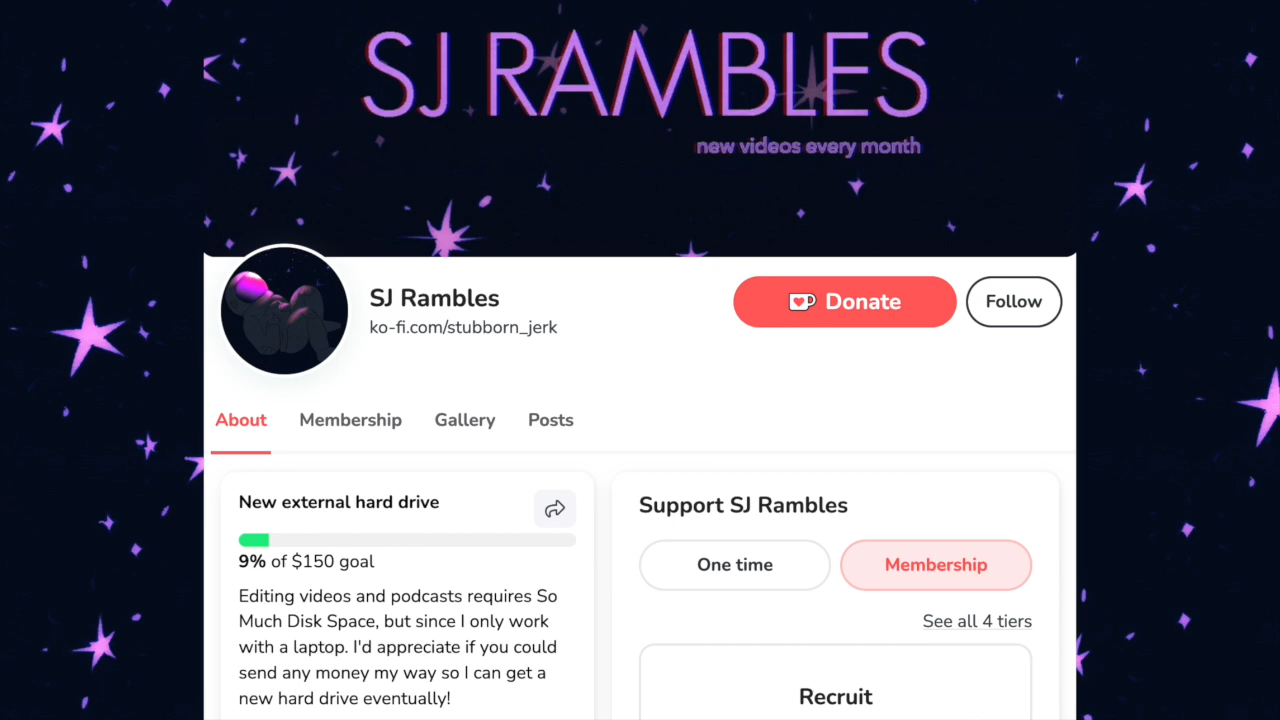 SJ RAMBLES
new videos every month
SJ Rambles
ko-fi.com/stubborn_jerk
Donate
Follow
About
Membership
Gallery
Posts
New external hard drive
9% of $150 goal
Editing videos and podcasts requires So
Much Disk Space, but since I only work
with a laptop. I'd appreciate if you could
send any money my way so I can get a
new hard drive eventually!
Support SJ Rambles
One time
Membership
See all 4 tiers
Recruit